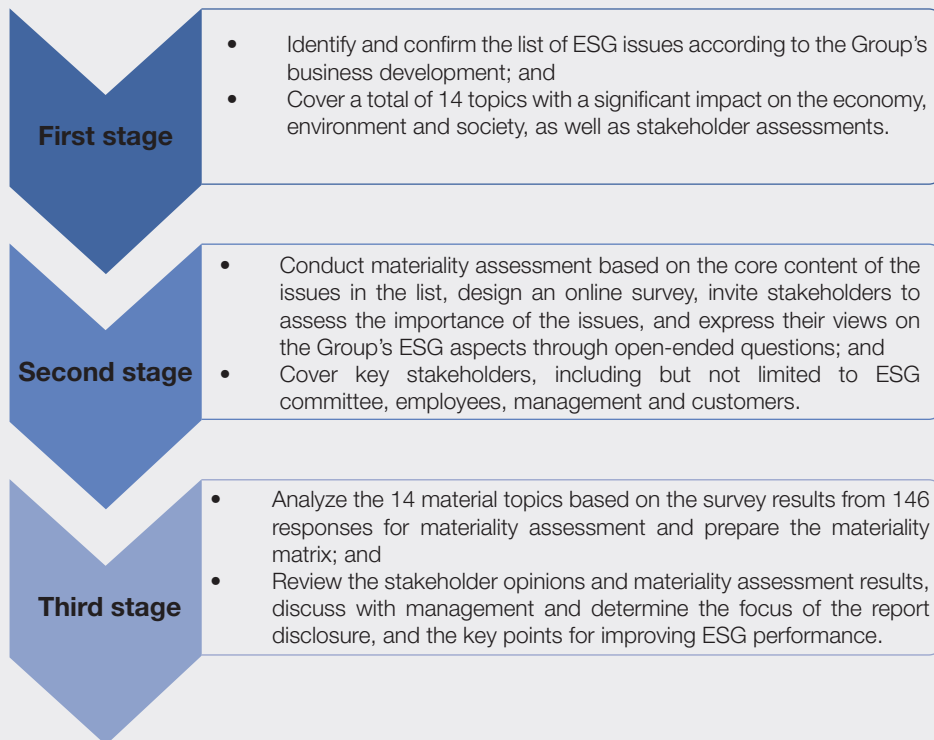 First stage
• Identify and confirm the list of ESG issues according to the Group's
business development; and
• Cover a total of 14 topics with a significant impact on the economy,
environment and society, as well as stakeholder assessments.
Second stage
• Conduct materiality assessment based on the core content of the
issues in the list, design an online survey, invite stakeholders to
assess the importance of the issues, and express their views on
the Group's ESG aspects through open-ended questions; and
• Cover key stakeholders, including but not limited to ESG
committee, employees, management and customers.
Third stage
• Analyze the 14 material topics based on the survey results from 146
responses for materiality assessment and prepare the materiality
matrix; and
• Review the stakeholder opinions and materiality assessment results,
discuss with management and determine the focus of the report
disclosure, and the key points for improving ESG performance.